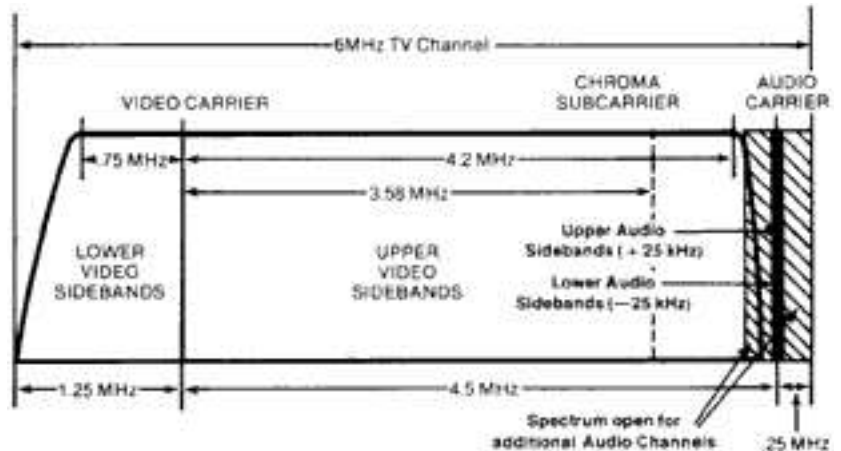 6MHz TV Channel
VIDEO CARRIER
CHROMA
SUBCARRIER
AUDIO
CARRIER
.75 MHz
4.2 MHz
3.58 MHz
LOWER
VIDEO
SIDEBANDS
UPPER
VIDEO
SIDEBANDS
Upper Audio
Sidebands (+ 25 kHz)
Lower Audio
Sidebands (—25 kHz)
1.25 MHz
4.5 MHz
Spectrum open for
additional Audio Channels
.25 MHz